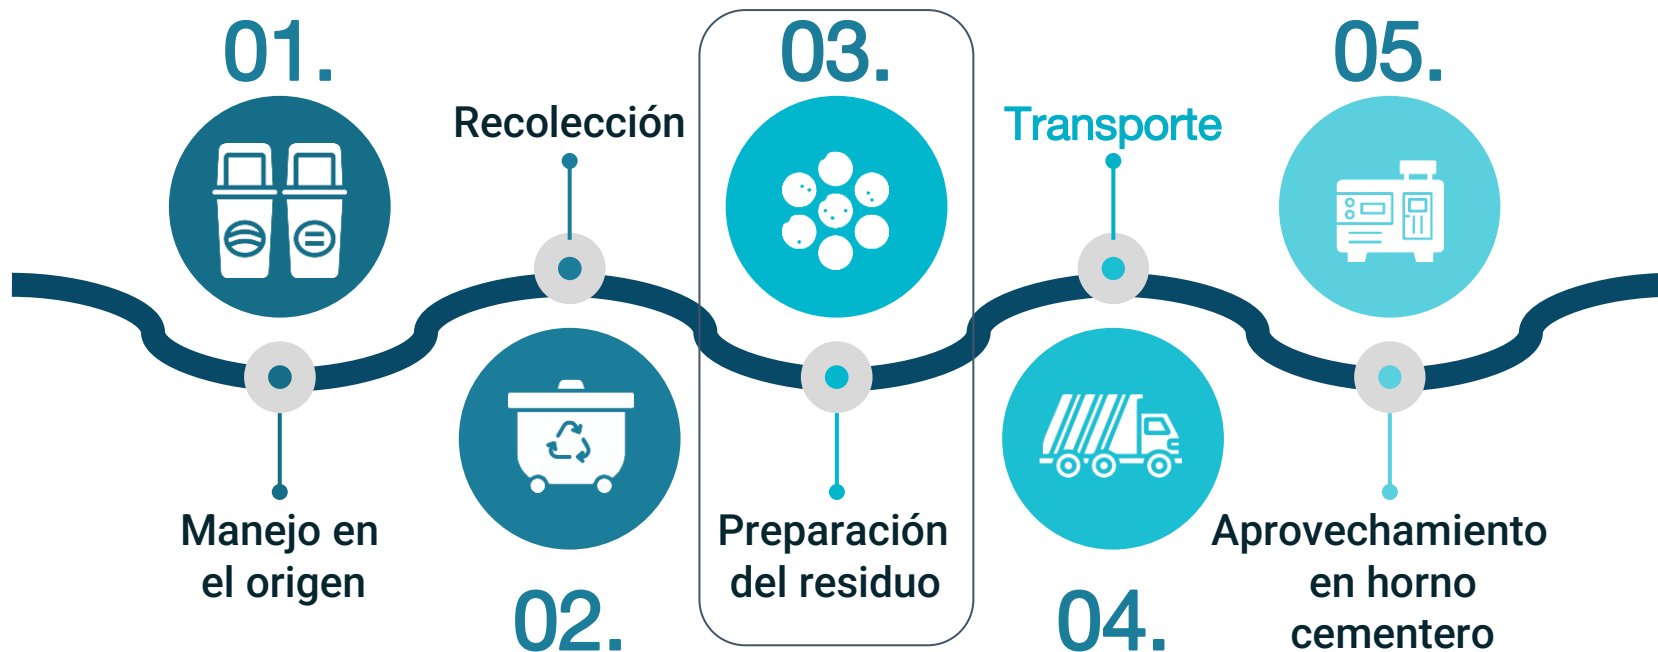 01.
Manejo en
el origen
Recolección
02.
03.
Preparación
del residuo
Transporte
04.
05.
Aprovechamiento
en horno
cementero